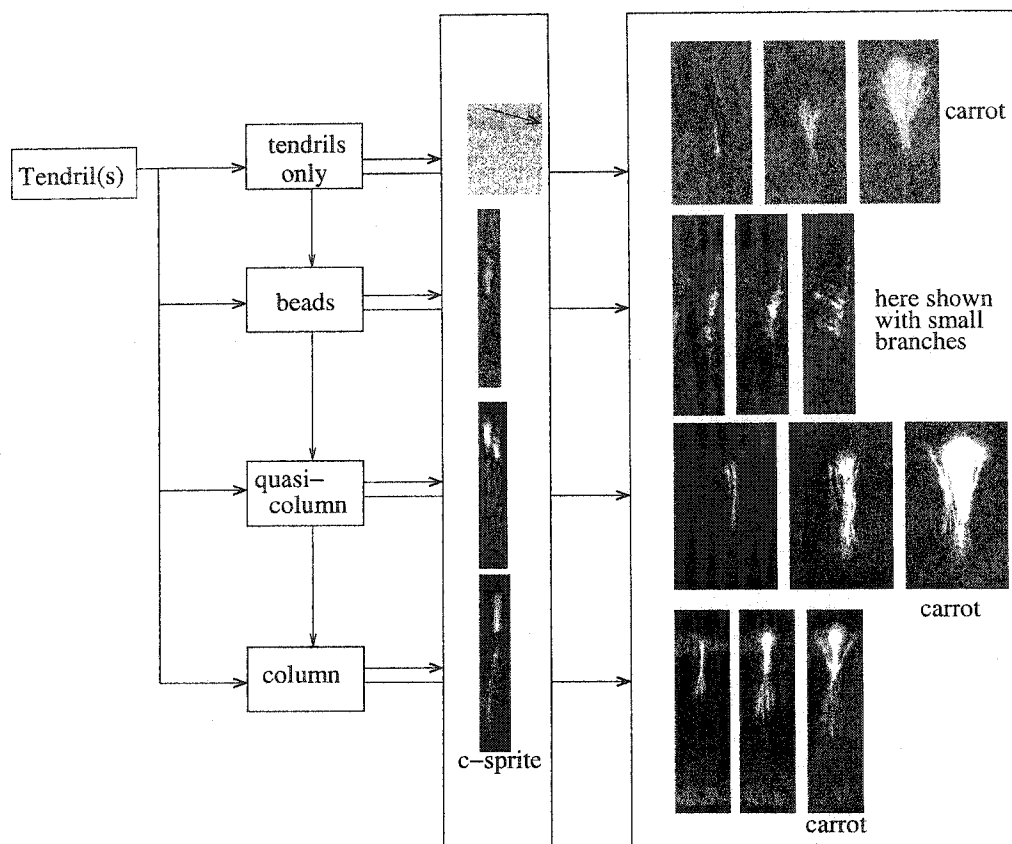 Tendril(s)
tendrils
only
beads
quasi-
column
column
c-sprite
carrot
here shown
with small
branches
carrot
carrot